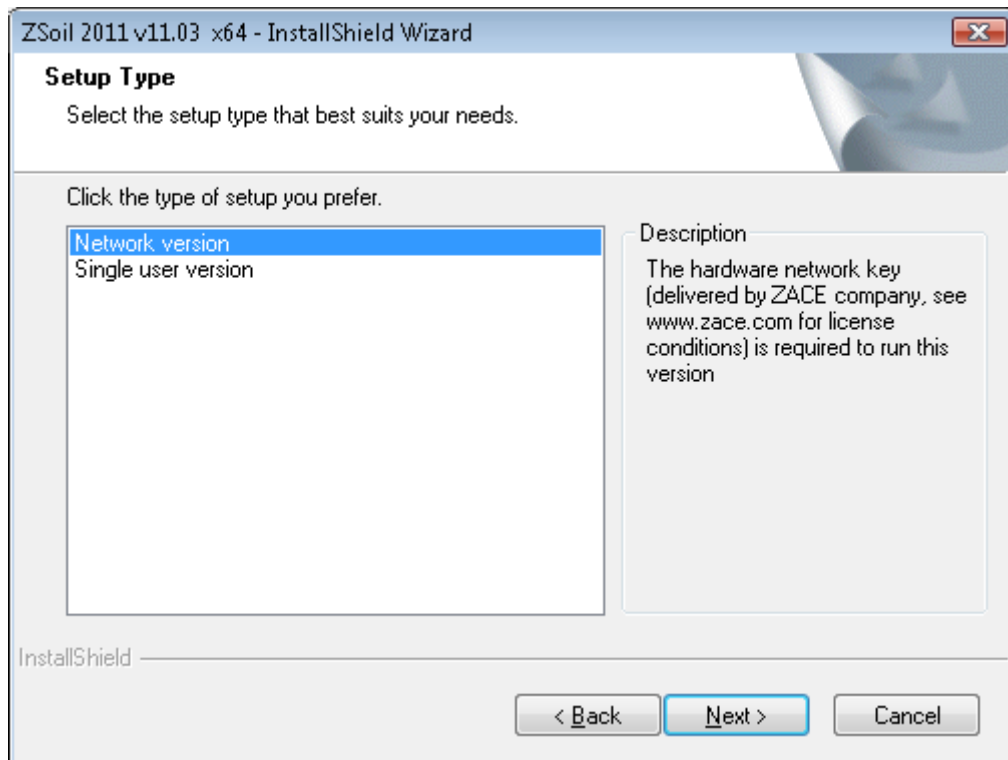 ZSoil 2011 v11.03 x64 - InstallShield Wizard
Setup Type
Select the setup type that best suits your needs.
Click the type of setup you prefer.
Network version
Single user version
Description
The hardware network key
(delivered by ZACE company, see
www.zace.com for license
conditions) is required to run this
version
InstallShield
< Back
Next >
Cancel